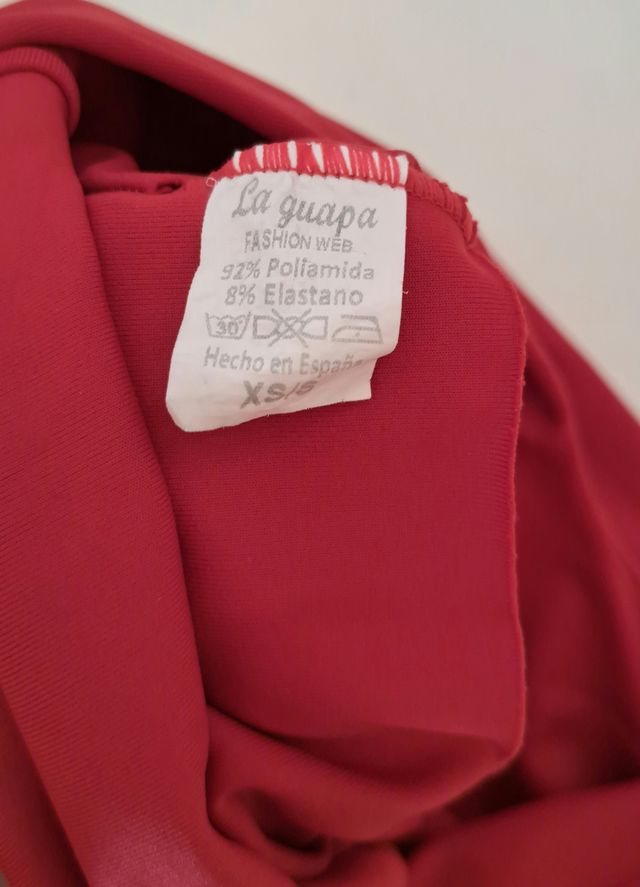 La guapa
FASHION WEB
92% Poliamida
8% Elastano
30°
Hecho en España
XS/S